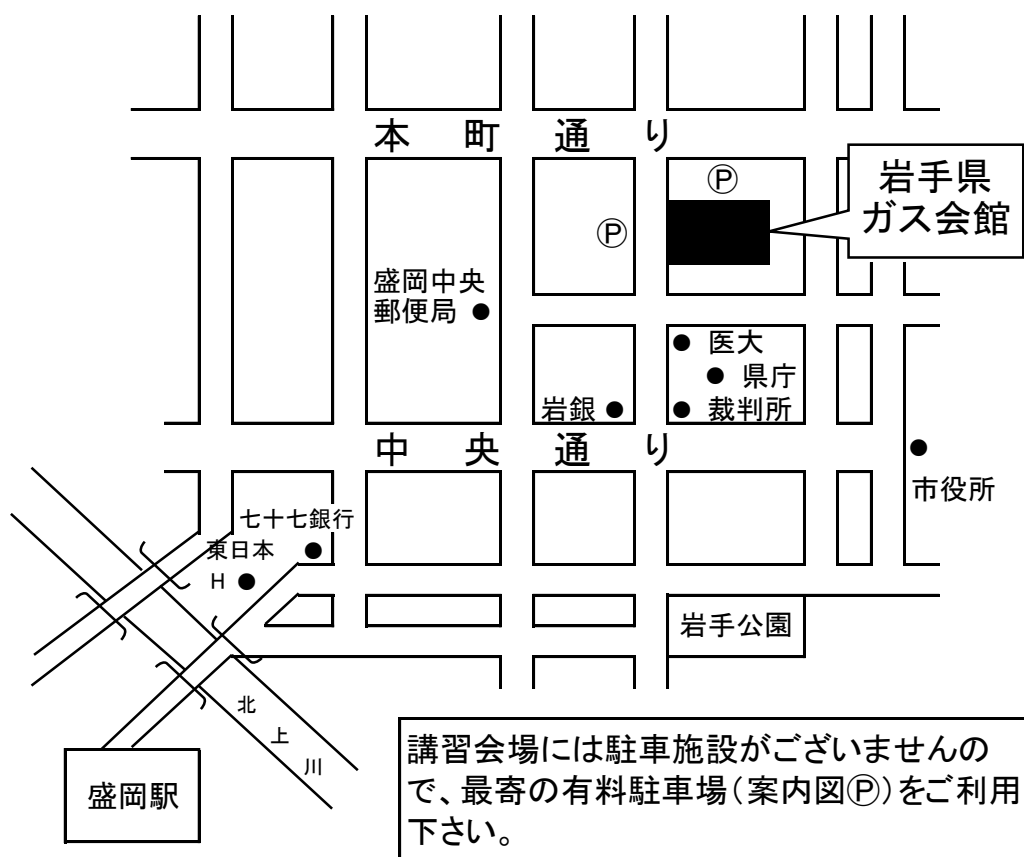 本町通り
Ⓟ
岩手県
ガス会館
Ⓟ
盛岡中央
郵便局
医大
県庁
岩銀
裁判所
中央通り
市役所
七十七銀行
東日本
H
岩手公園
北
上
川
盛岡駅
講習会場には駐車施設がございませんの
で、最寄の有料駐車場(案内図Ⓟ)をご利用
下さい。